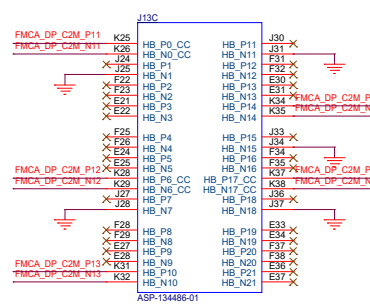 J13C
FMCA_DP_C2M_P11 K25 HB_P0_CC HB_P11 J30
FMCA_DP_C2M_N11 K26 HB_N0_CC HB_N11 J31
J24 HB_P1 HB_P12 F31
J25 HB_N1 HB_N12 F32
F22 HB_P2 HB_P13 E30
F23 HB_N2 HB_N13 E31
E21 HB_P3 HB_P14 K34 FMCA_DP_C2M_P
E22 HB_N3 HB_N14 K35 FMCA_DP_C2M_N
F25 HB_P4 HB_P15 J33
F26 HB_N4 HB_N15 J34
E24 HB_P5 HB_P16 F34
E25 HB_N5 HB_N16 F35
FMCA_DP_C2M_P12 K28 HB_P6_CC HB_P17_CC K37 FMCA_DP_C2M_P
FMCA_DP_C2M_N12 K29 HB_N6_CC HB_N17_CC K38 FMCA_DP_C2M_N
J27 HB_P7 HB_P18 J36
J28 HB_N7 HB_N18 J37
F28 HB_P8 HB_P19 E33
F29 HB_N8 HB_N19 E34
E27 HB_P9 HB_P20 F37
E28 HB_N9 HB_N20 F38
FMCA_DP_C2M_P13 K31 HB_P10 HB_P21 E36
FMCA_DP_C2M_N13 K32 HB_N10 HB_N21 E37
ASP-134486-01